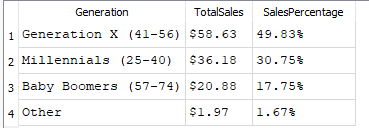 Generation TotalSales SalesPercentage
1 Generation X (41-56) $58.63 49.83%
2 Millennials (25-40) $36.18 30.75%
3 Baby Boomers (57-74) $20.88 17.75%
4 Other $1.97 1.67%